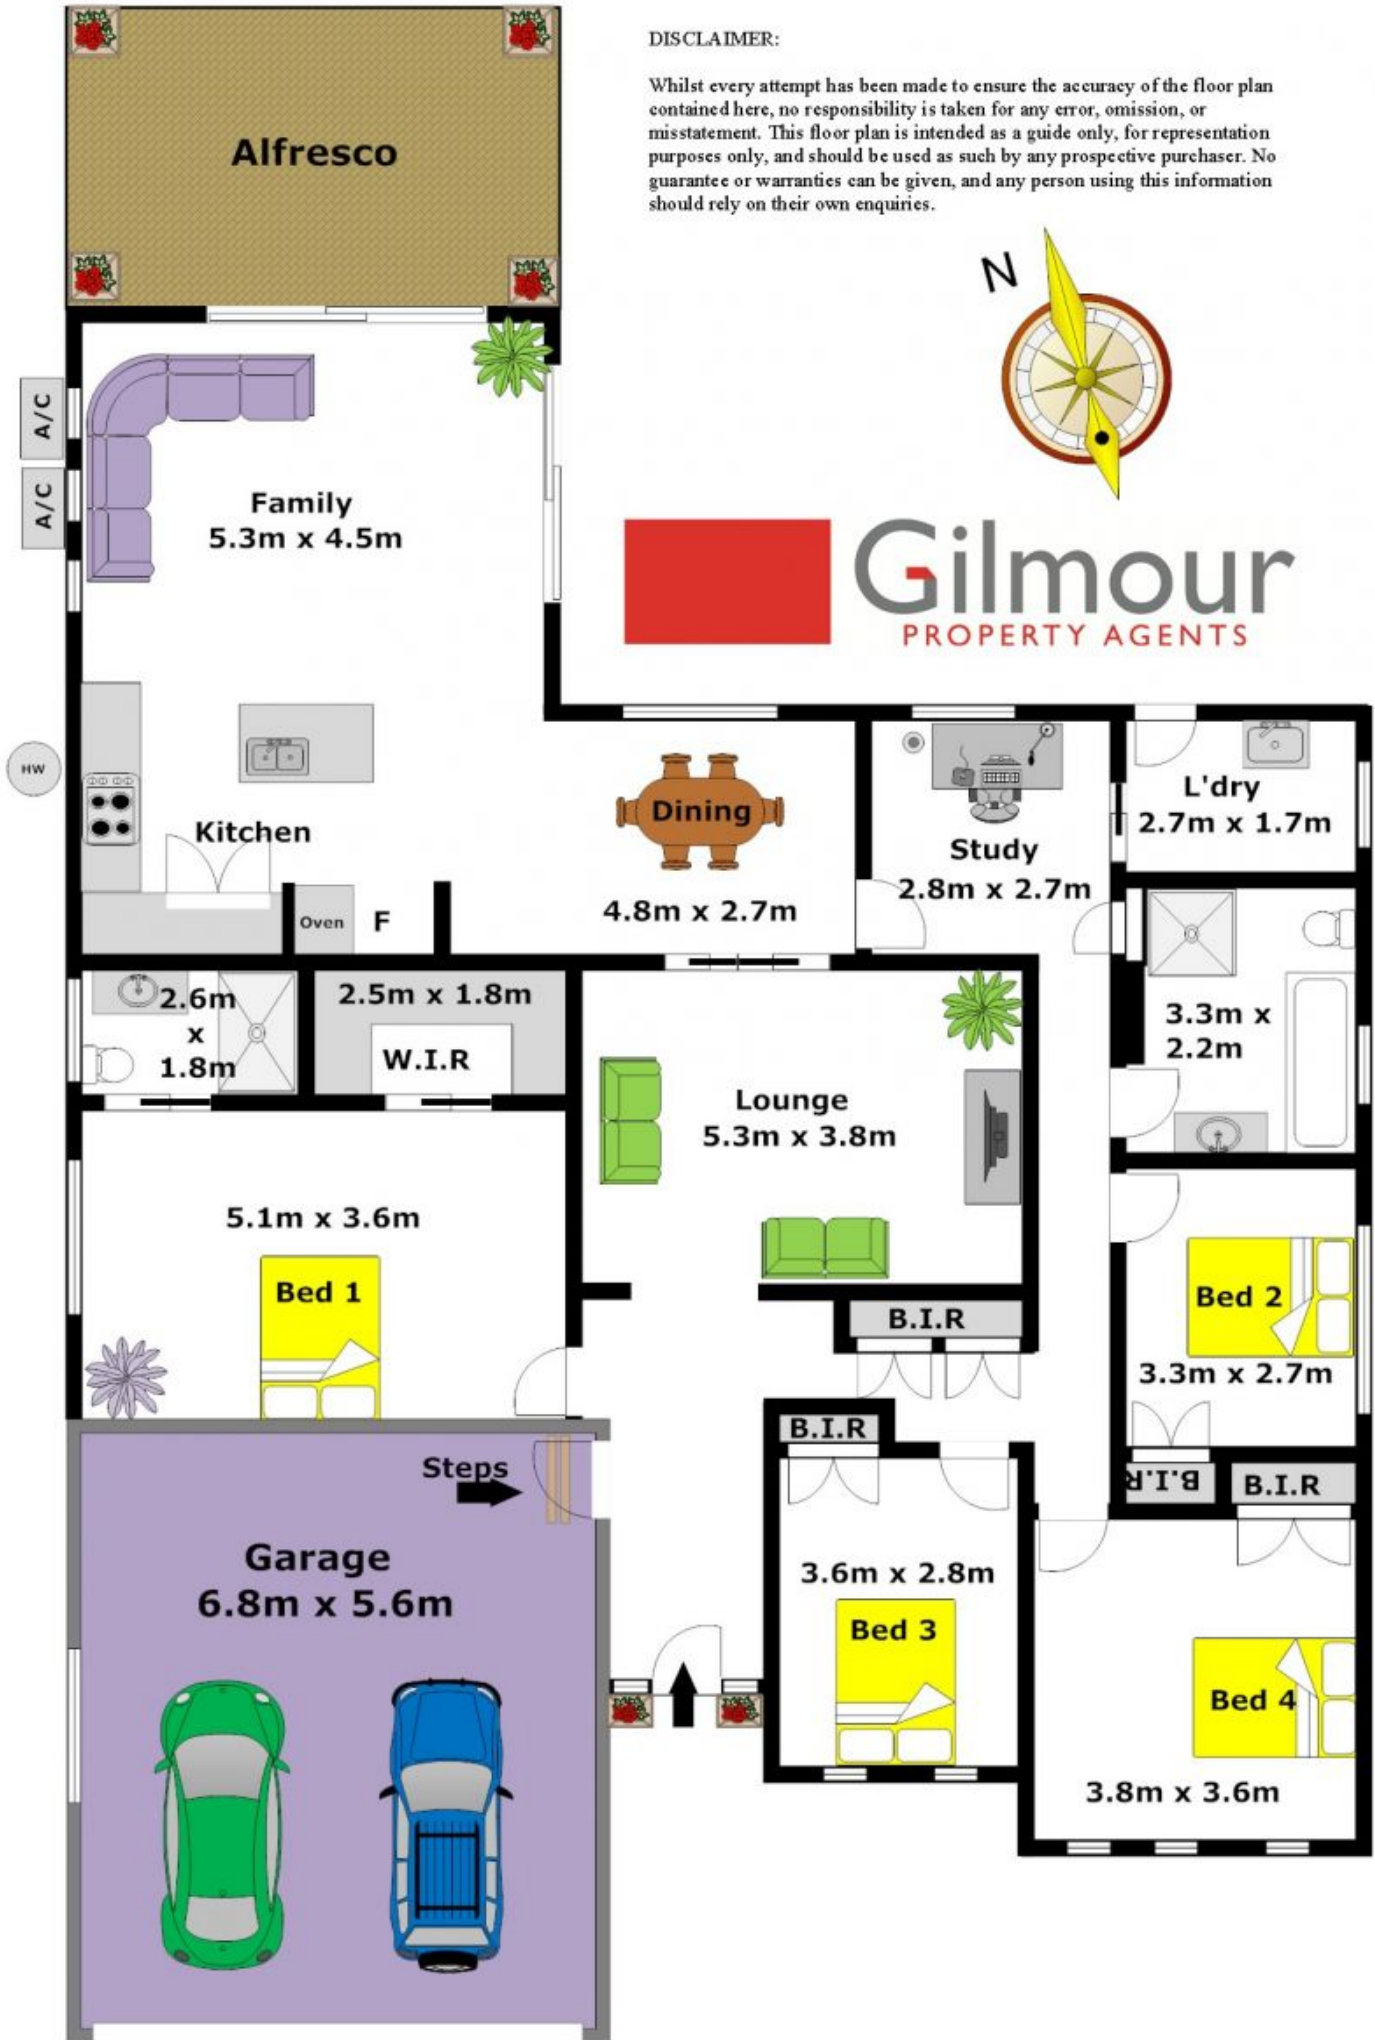 DISCLAIMER:
Whilst every attempt has been made to ensure the accuracy of the floor plan
contained here, no responsibility is taken for any error, omission, or
misstatement. This floor plan is intended as a guide only, for representation
purposes only, and should be used as such by any prospective purchaser. No
guarantee or warranties can be given, and any person using this information
should rely on their own enquiries.
Alfresco
N
A/C
A/C
Family
5.3m x 4.5m
Gilmour
PROPERTY AGENTS
HW
Kitchen
Oven
F
Dining
4.8m x 2.7m
Study
2.8m x 2.7m
L'dry
2.7m x 1.7m
2.6m
x
1.8m
2.5m x 1.8m
W.I.R
Lounge
5.3m x 3.8m
3.3m x
2.2m
5.1m x 3.6m
Bed 1
B.I.R
Bed 2
3.3m x 2.7m
B.I.R
B.I.R
B.I.R
Steps
Garage
6.8m x 5.6m
3.6m x 2.8m
Bed 3
Bed 4
3.8m x 3.6m